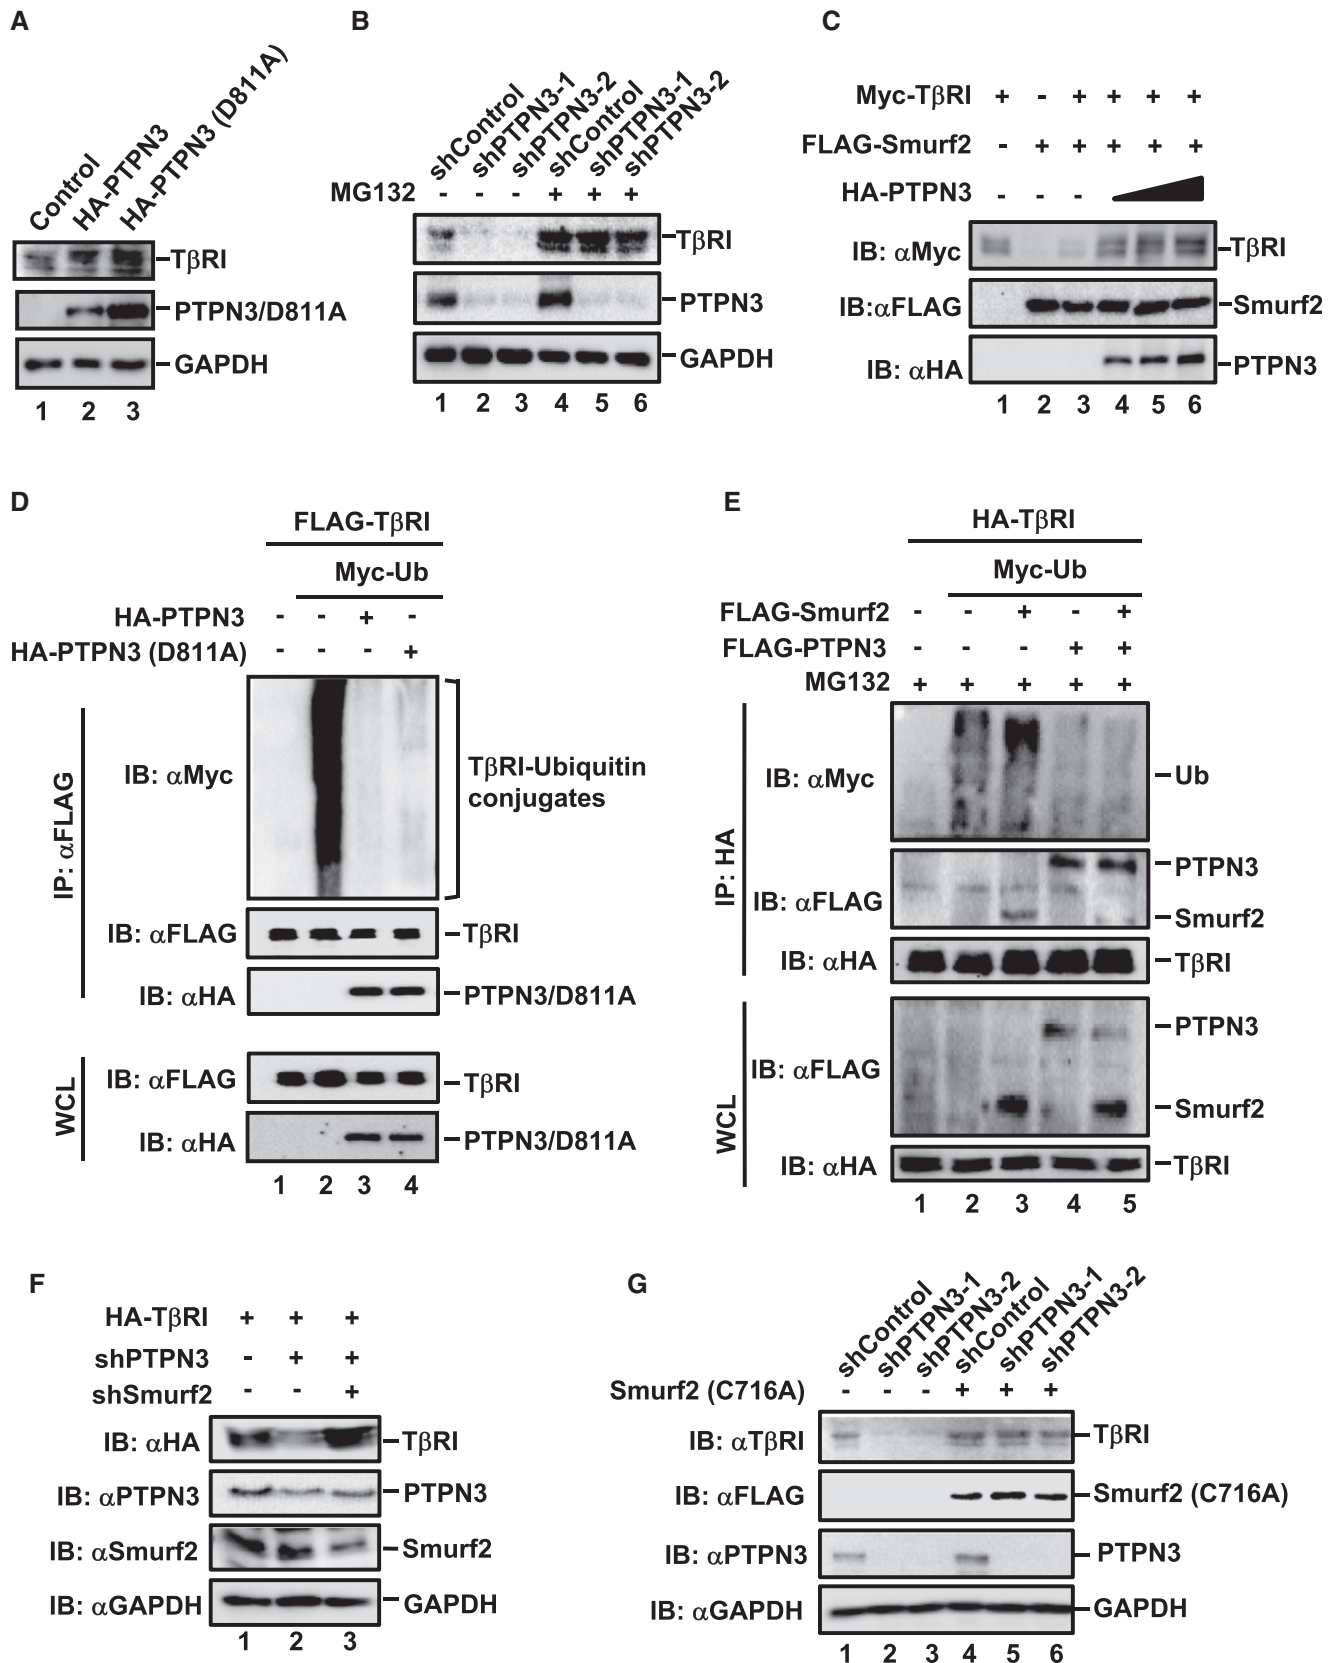 A
Control
HA-PTPN3
HA-PTPN3 (D811A)
TβRI
PTPN3/D811A
GAPDH
1 2 3
B
shControl
shPTPN3-1
shPTPN3-2
shControl
shPTPN3-1
shPTPN3-2
MG132 - - - + + +
TβRI
PTPN3
GAPDH
1 2 3 4 5 6
C
Myc-TβRI + - + + + +
FLAG-Smurf2 - + + + + +
HA-PTPN3 - - -
IB: αMyc TβRI
IB:αFLAG Smurf2
IB: αHA PTPN3
1 2 3 4 5 6
D
FLAG-TβRI
Myc-Ub
HA-PTPN3 - - + -
HA-PTPN3 (D811A) - - - +
IP: αFLAG
IB: αMyc
TβRI-Ubiquitin
conjugates
IB: αFLAG TβRI
IB: αHA PTPN3/D811A
WCL
IB: αFLAG TβRI
IB: αHA PTPN3/D811A
1 2 3 4
E
HA-TβRI
Myc-Ub
FLAG-Smurf2 - - + - +
FLAG-PTPN3 - - - + +
MG132 + + + + +
IP: HA
IB: αMyc Ub
PTPN3
IB: αFLAG
Smurf2
IB: αHA TβRI
WCL
PTPN3
IB: αFLAG
Smurf2
IB: αHA TβRI
1 2 3 4 5
F
HA-TβRI + + +
shPTPN3 - + +
shSmurf2 - - +
IB: αHA TβRI
IB: αPTPN3 PTPN3
IB: αSmurf2 Smurf2
IB: αGAPDH GAPDH
1 2 3
G
shControl
shPTPN3-1
shPTPN3-2
shControl
shPTPN3-1
shPTPN3-2
Smurf2 (C716A) - - - + + +
IB: αTβRI TβRI
IB: αFLAG Smurf2 (C716A)
IB: αPTPN3 PTPN3
IB: αGAPDH GAPDH
1 2 3 4 5 6